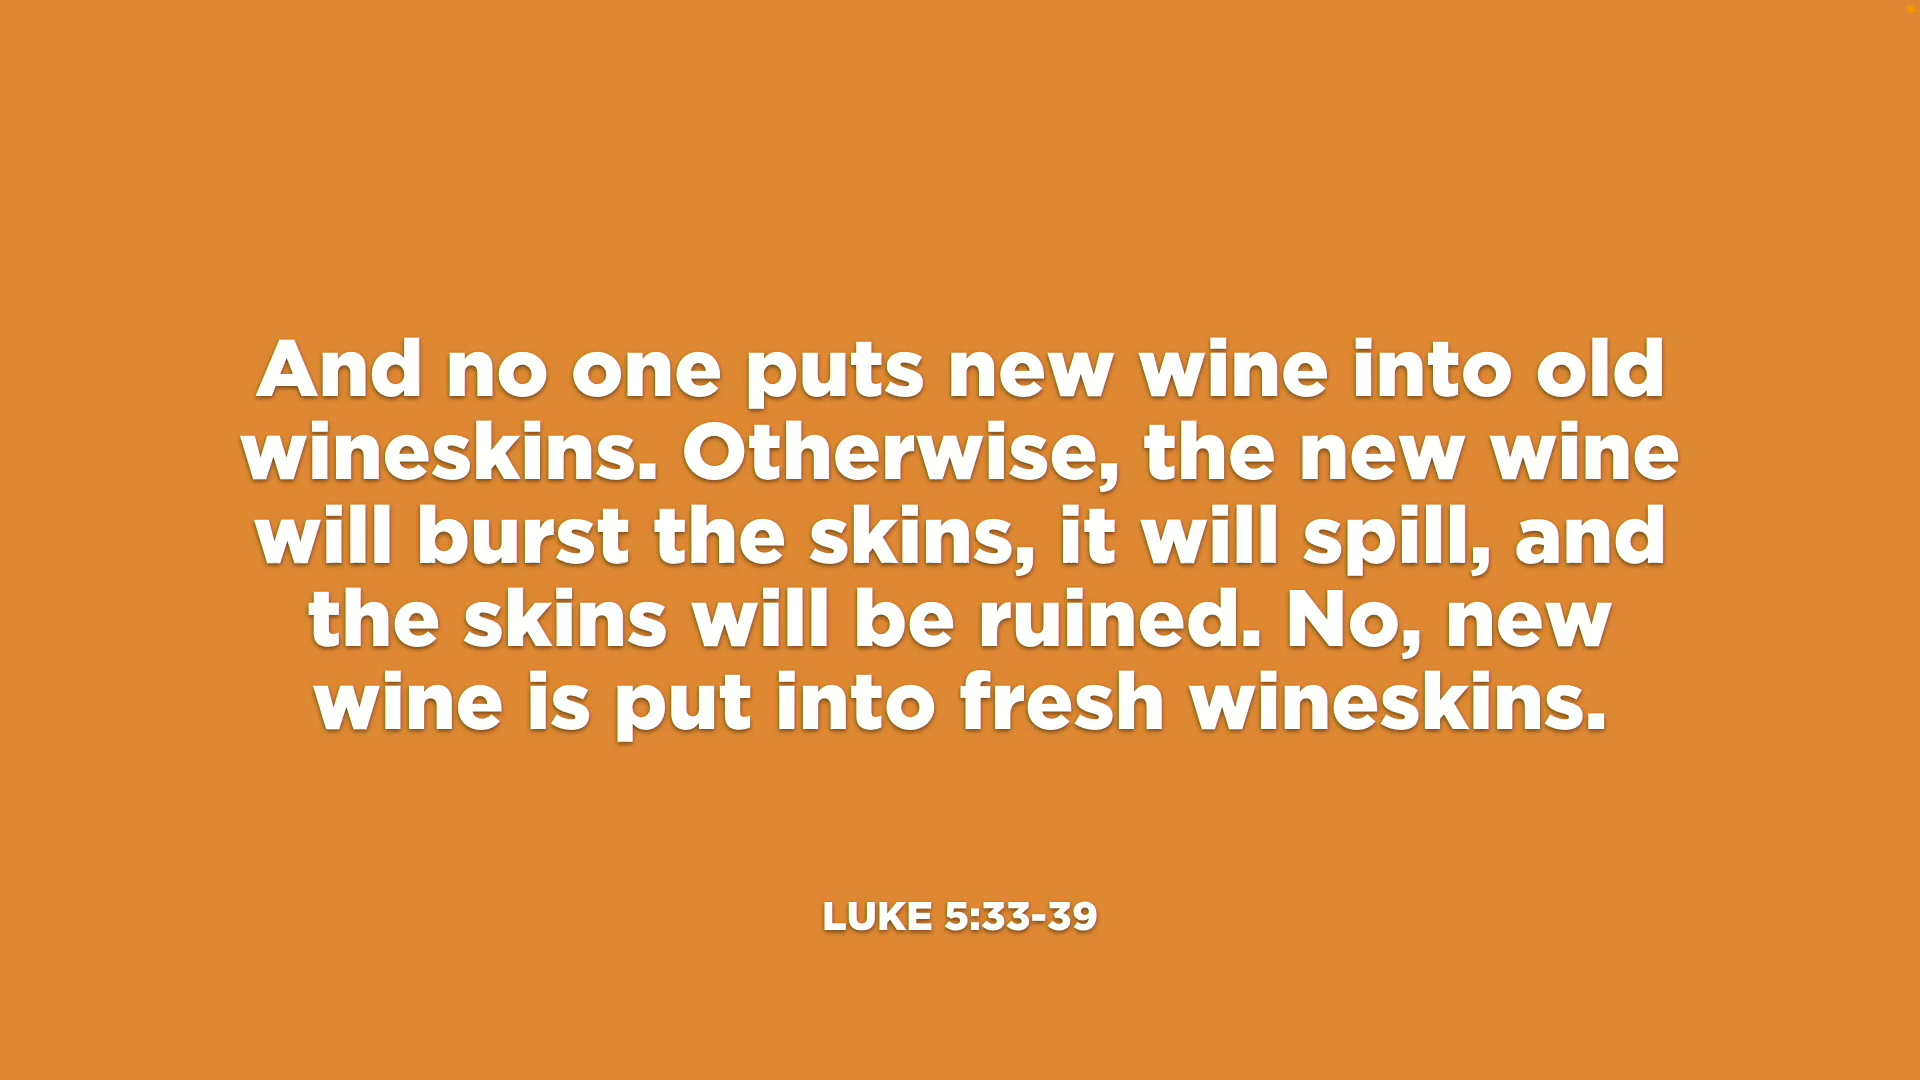 And no one puts new wine into old
wineskins. Otherwise, the new wine
will burst the skins, it will spill, and
the skins will be ruined. No, new
wine is put into fresh wineskins.
LUKE 5:33-39